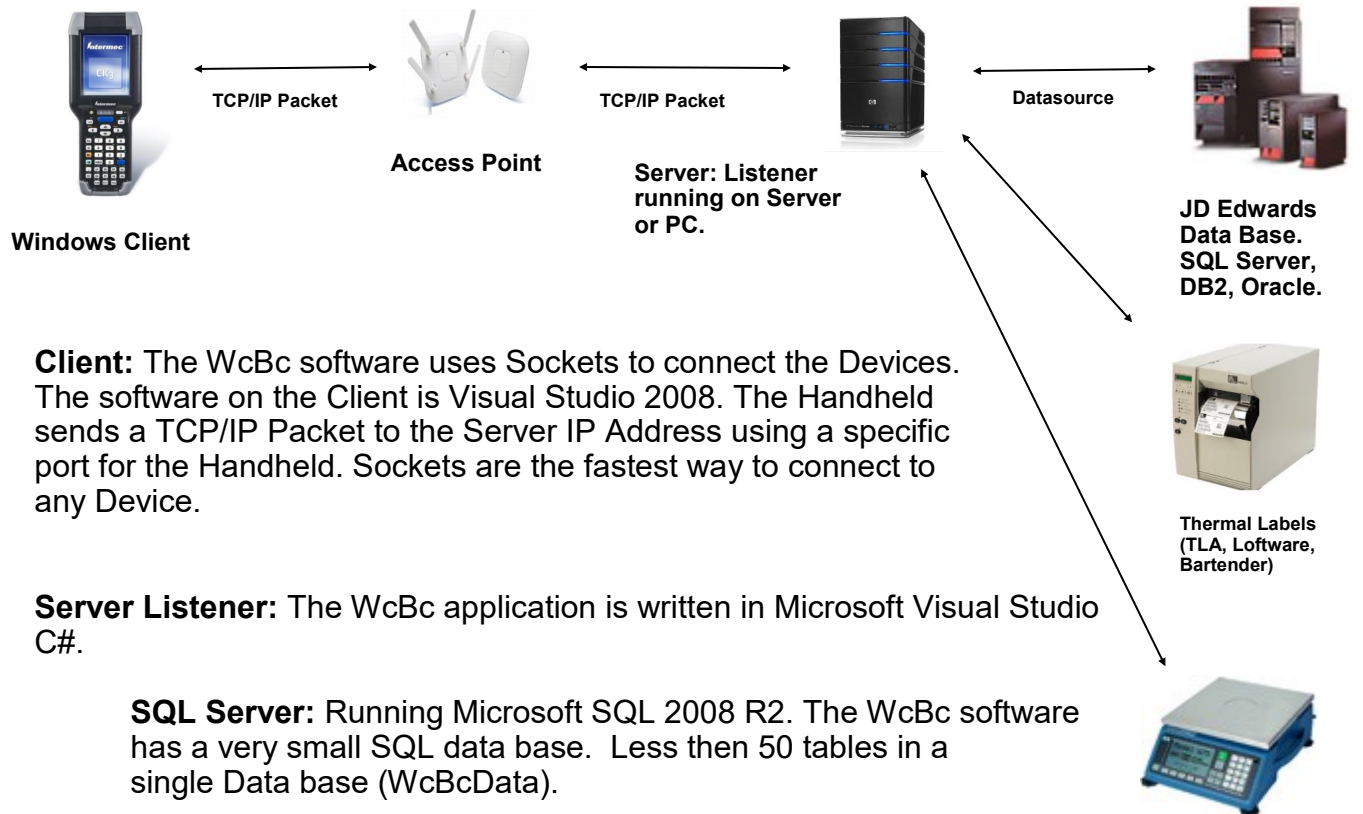 Intermec
CK3
Intermec
TCP/IP Packet
TCP/IP Packet
Datasource
Access Point
Server: Listener
running on Server
or PC.
Windows Client
JD Edwards
Data Base.
SQL Server,
DB2, Oracle.
Client: The WcBc software uses Sockets to connect the Devices.
The software on the Client is Visual Studio 2008. The Handheld
sends a TCP/IP Packet to the Server IP Address using a specific
port for the Handheld. Sockets are the fastest way to connect to
any Device.
Thermal Labels
(TLA, Loftware,
Bartender)
Server Listener: The WcBc application is written in Microsoft Visual Studio
C#.
SQL Server: Running Microsoft SQL 2008 R2. The WcBc software
has a very small SQL data base.  Less then 50 tables in a
single Data base (WcBcData).